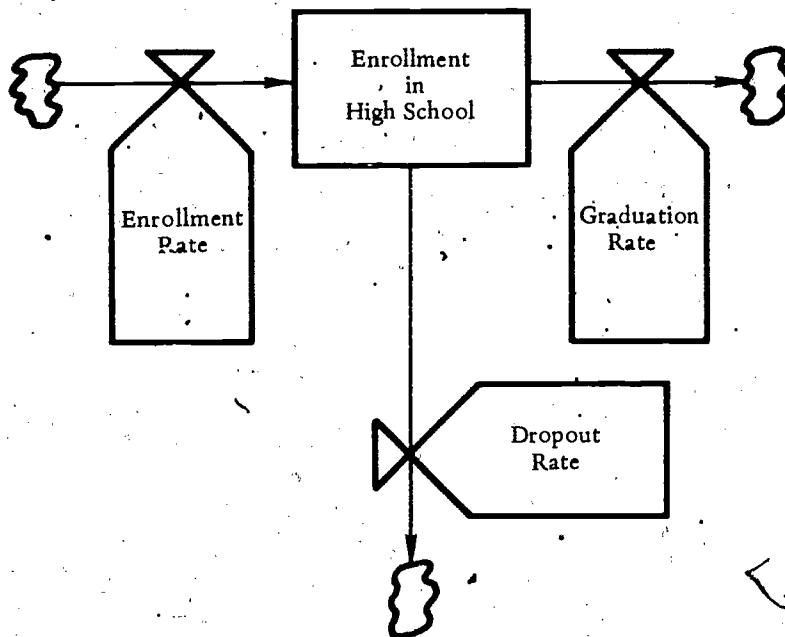 Enrollment
in
High School
Enrollment
Rate
Graduation
Rate
Dropout
Rate